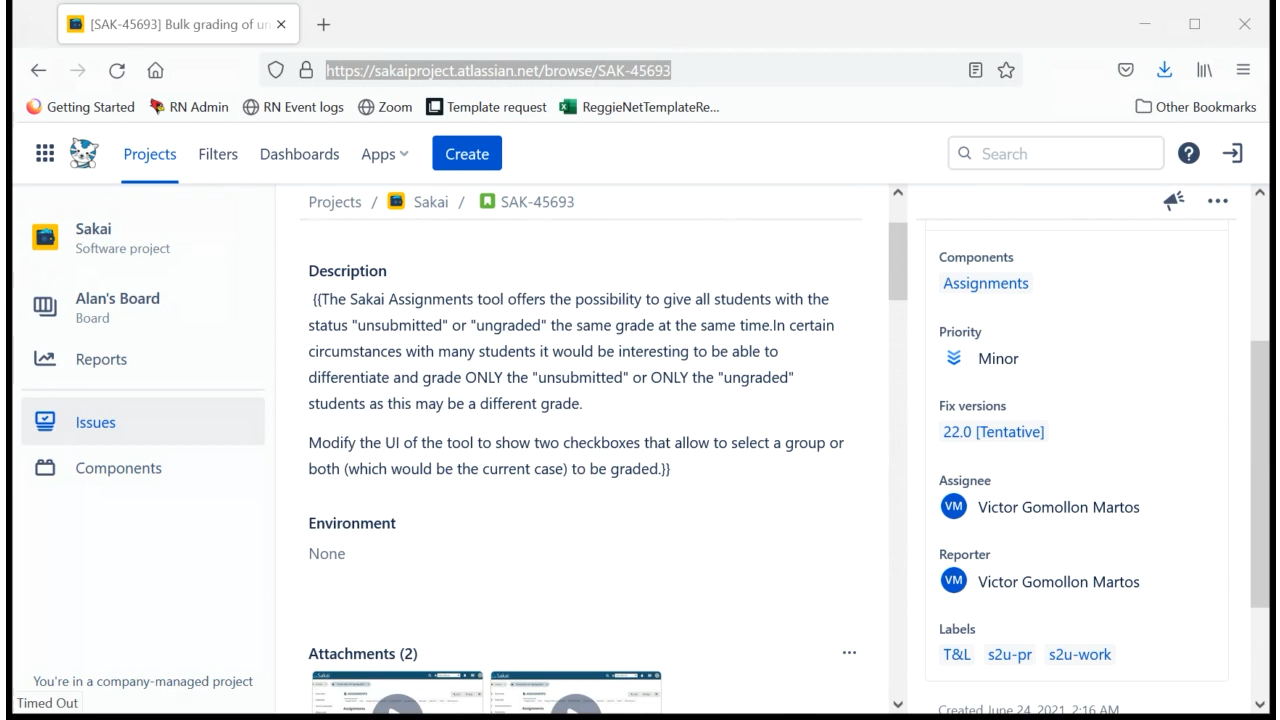 [SAK-45693] Bulk grading of un
https://sakaiproject.atlassian.net/browse/SAK-45693
Getting Started RN Admin RN Event logs Zoom Template request ReggieNetTemplateRe... Other Bookmarks
Projects Filters Dashboards Apps Create Search
Projects / Sakai / SAK-45693
Sakai
Software project
Alan's Board
Board
Reports
Issues
Components
You're in a company-managed project
Timed Out
Description
{{The Sakai Assignments tool offers the possibility to give all students with the
status "unsubmitted" or "ungraded" the same grade at the same time.In certain
circumstances with many students it would be interesting to be able to
differentiate and grade ONLY the "unsubmitted" or ONLY the "ungraded"
students as this may be a different grade.
Modify the UI of the tool to show two checkboxes that allow to select a group or
both (which would be the current case) to be graded.}}
Environment
None
Attachments (2)
Components
Assignments
Priority
Minor
Fix versions
22.0 [Tentative]
Assignee
VM Victor Gomollon Martos
Reporter
VM Victor Gomollon Martos
Labels
T&L s2u-pr s2u-work
Created June 24, 2021, 2:16 AM